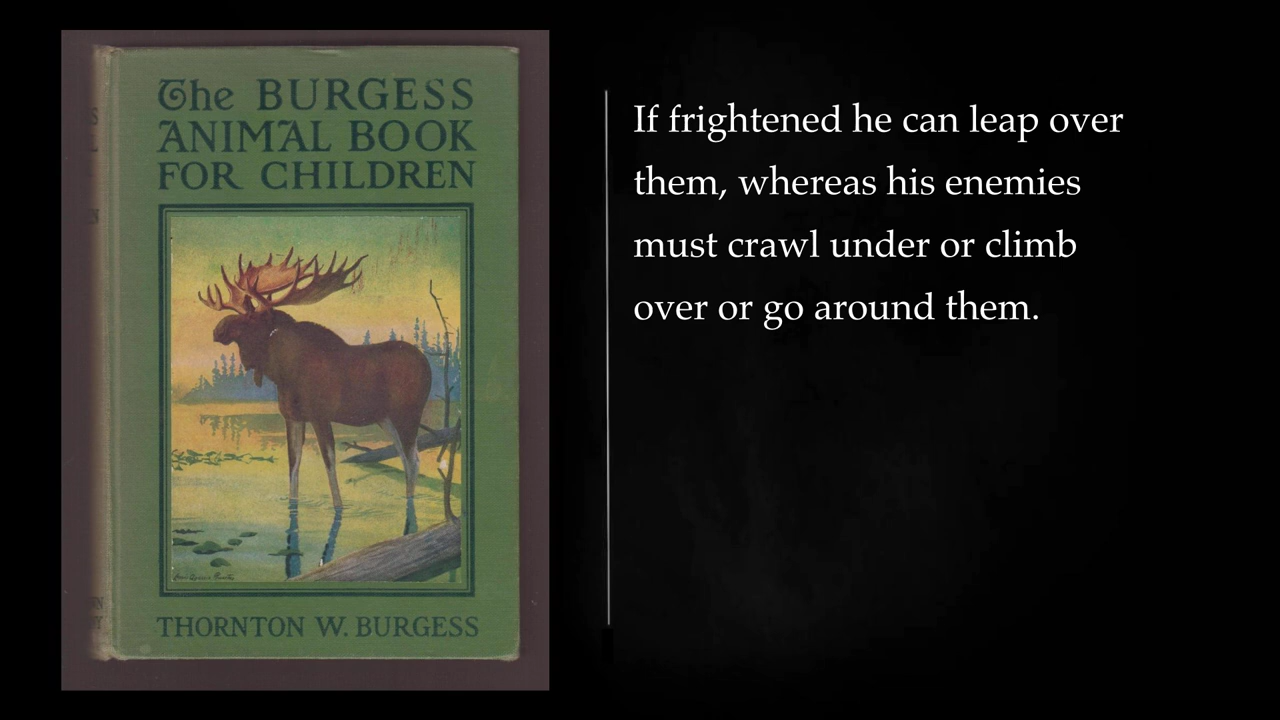 The BURGESS
ANIMAL BOOK
FOR CHILDREN
THORNTON W. BURGESS
If frightened he can leap over
them, whereas his enemies
must crawl under or climb
over or go around them.